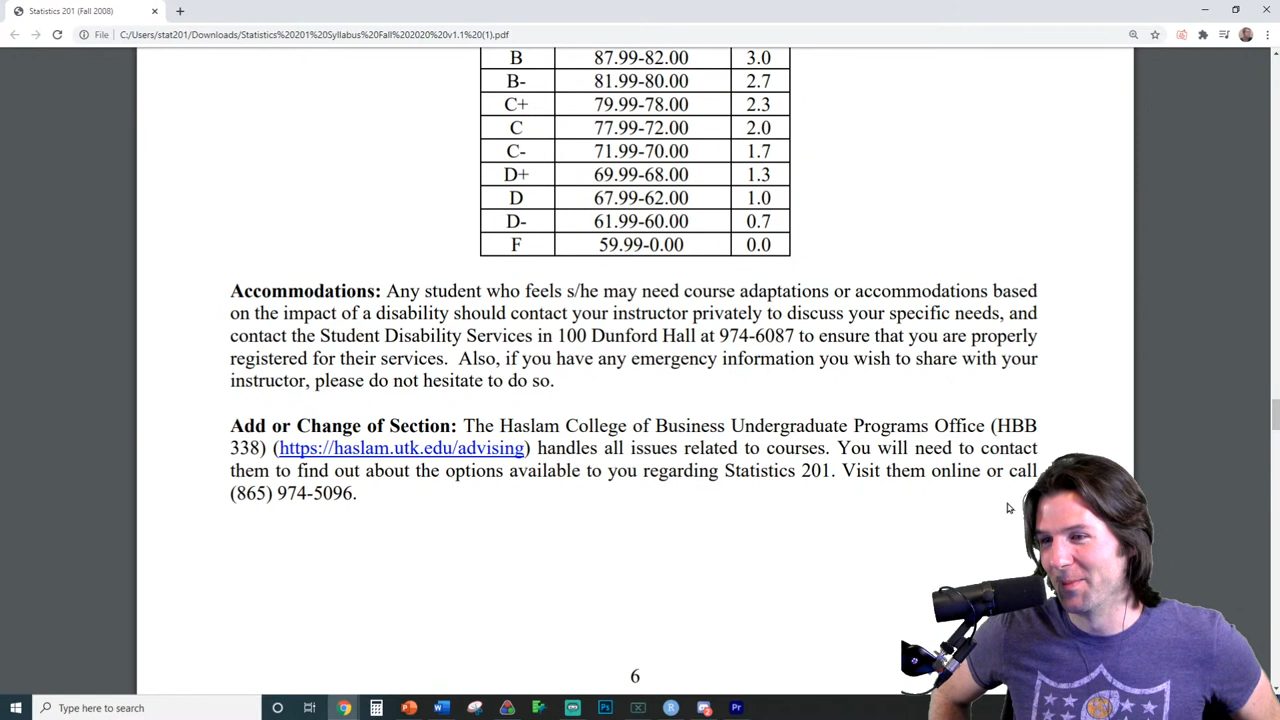 Statistics 201 (Fall 2008)
File C:/Users/stat201/Downloads/Statistics%20201%20Syllabus%20Fall%202020%20v1.1%20(1).pdf
B 87.99-82.00 3.0
B- 81.99-80.00 2.7
C+ 79.99-78.00 2.3
C 77.99-72.00 2.0
C- 71.99-70.00 1.7
D+ 69.99-68.00 1.3
D 67.99-62.00 1.0
D- 61.99-60.00 0.7
F 59.99-0.00 0.0
Accommodations: Any student who feels s/he may need course adaptations or accommodations based
on the impact of a disability should contact your instructor privately to discuss your specific needs, and
contact the Student Disability Services in 100 Dunford Hall at 974-6087 to ensure that you are properly
registered for their services. Also, if you have any emergency information you wish to share with your
instructor, please do not hesitate to do so.
Add or Change of Section: The Haslam College of Business Undergraduate Programs Office (HBB
338) (https://haslam.utk.edu/advising) handles all issues related to courses. You will need to contact
them to find out about the options available to you regarding Statistics 201. Visit them online or call
(865) 974-5096.
6
Type here to search